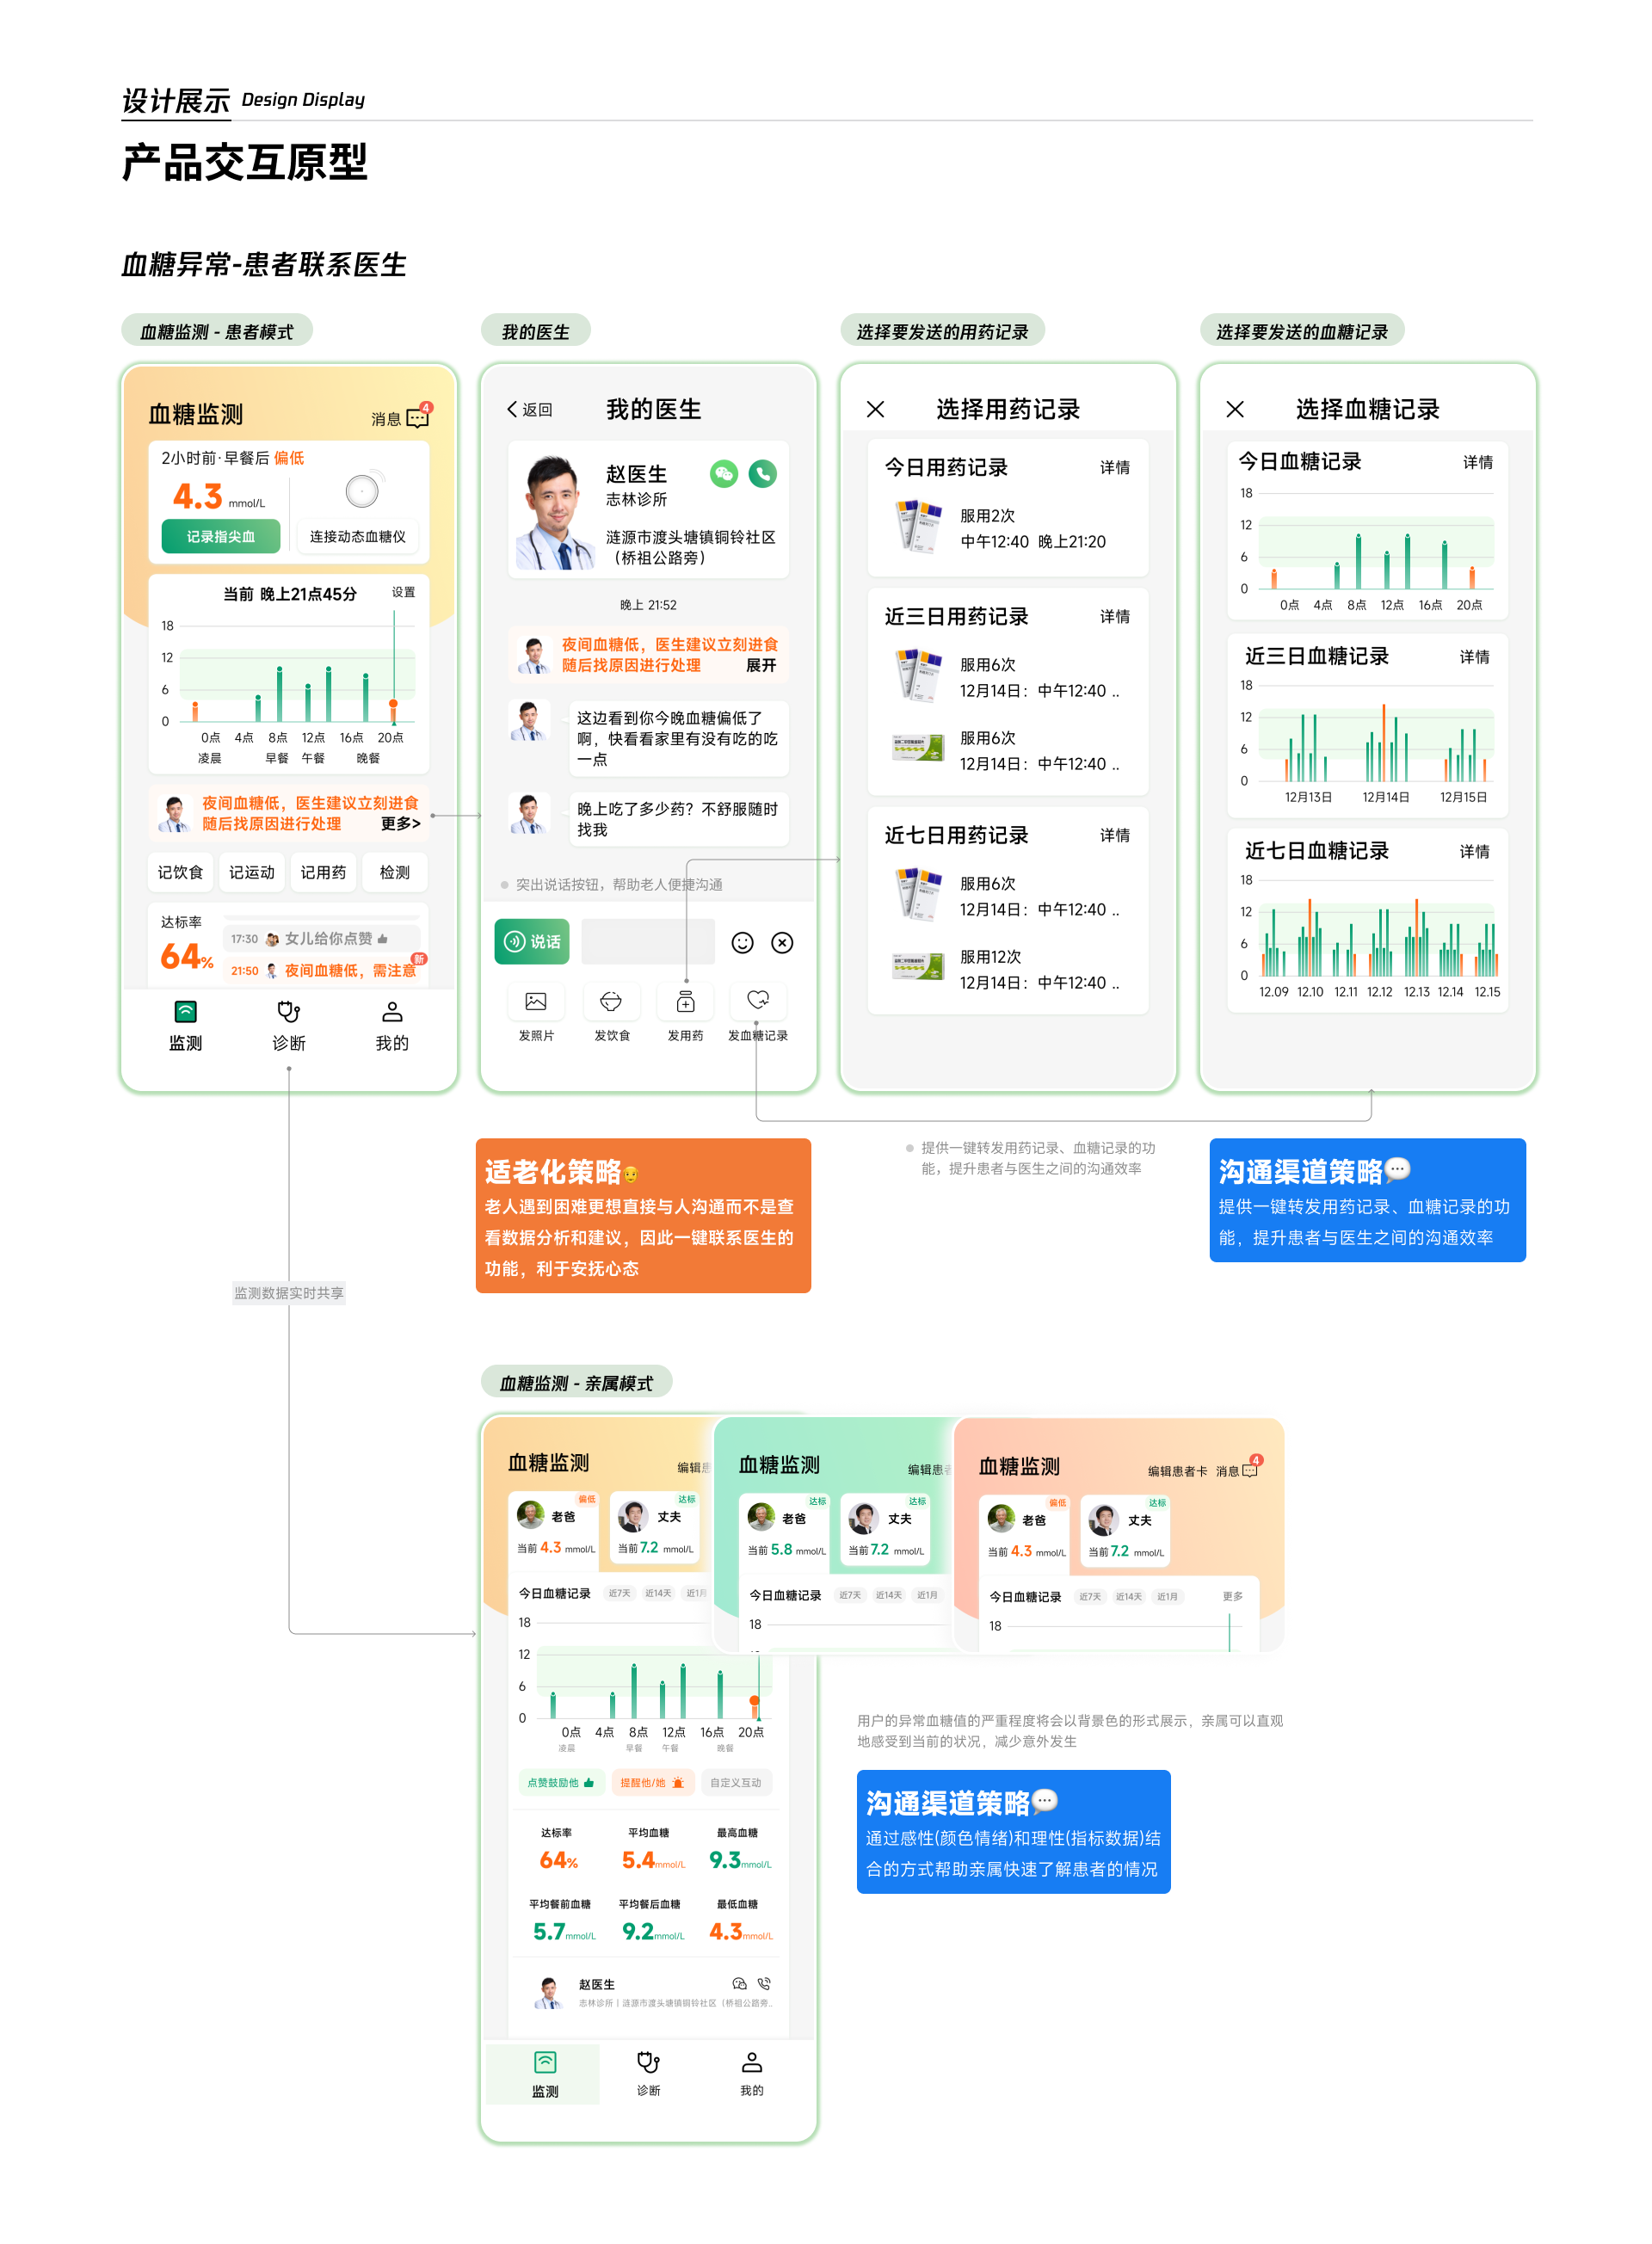 设计展示 Design Display
产品交互原型
血糖异常-患者联系医生
血糖监测 - 患者模式
血糖监测
消息
4
2小时前·早餐后 偏低
4.3 mmol/L
记录指尖血
连接动态血糖仪
当前 晚上21点45分
设置
18
12
6
0
0点 4点 8点 12点 16点 20点
凌晨 早餐 午餐 晚餐
夜间血糖低，医生建议立刻进食
随后找原因进行处理 更多>
记饮食 记运动 记用药 检测
达标率
64%
17:30 女儿给你点赞
21:50 夜间血糖低，需注意
新
监测 诊断 我的
我的医生
返回
我的医生
赵医生
志林诊所
涟源市渡头塘镇铜铃社区
（桥祖公路旁）
晚上 21:52
夜间血糖低，医生建议立刻进食
随后找原因进行处理 展开
这边看到你今晚血糖偏低了
啊，快看看家里有没有吃的吃
一点
晚上吃了多少药？不舒服随时
找我
突出说话按钮，帮助老人便捷沟通
说话
发照片 发饮食 发用药 发血糖记录
选择要发送的用药记录
选择用药记录
今日用药记录 详情
服用2次
中午12:40 晚上21:20
近三日用药记录 详情
服用6次
12月14日：中午12:40 ..
服用6次
12月14日：中午12:40 ..
近七日用药记录 详情
服用6次
12月14日：中午12:40 ..
服用12次
12月14日：中午12:40 ..
选择要发送的血糖记录
选择血糖记录
今日血糖记录 详情
18
12
6
0
0点 4点 8点 12点 16点 20点
近三日血糖记录 详情
18
12
6
0
12月13日 12月14日 12月15日
近七日血糖记录 详情
18
12
6
0
12.09 12.10 12.11 12.12 12.13 12.14 12.15
适老化策略
老人遇到困难更想直接与人沟通而不是查
看数据分析和建议，因此一键联系医生的
功能，利于安抚心态
提供一键转发用药记录、血糖记录的功
能，提升患者与医生之间的沟通效率
沟通渠道策略
提供一键转发用药记录、血糖记录的功
能，提升患者与医生之间的沟通效率
监测数据实时共享
血糖监测 - 亲属模式
血糖监测
编辑患
偏低
老爸
当前 4.3 mmol/L
达标
丈夫
当前 7.2 mmol/L
今日血糖记录 近7天 近14天 近1月
18
12
6
0
0点 4点 8点 12点 16点 20点
凌晨 早餐 午餐 晚餐
点赞鼓励他 提醒他/她 自定义互动
达标率 平均血糖 最高血糖
64% 5.4mmol/L 9.3mmol/L
平均餐前血糖 平均餐后血糖 最低血糖
5.7mmol/L 9.2mmol/L 4.3mmol/L
赵医生
志林诊所丨涟源市渡头塘镇铜铃社区（桥祖公路旁..
监测 诊断 我的
血糖监测
编辑患者
达标
老爸
当前 5.8 mmol/L
达标
丈夫
当前 7.2 mmol/L
今日血糖记录 近7天 近14天 近1月
18
血糖监测
编辑患者卡 消息
4
偏低
老爸
当前 4.3 mmol/L
达标
丈夫
当前 7.2 mmol/L
今日血糖记录 近7天 近14天 近1月 更多
18
用户的异常血糖值的严重程度将会以背景色的形式展示，亲属可以直观
地感受到当前的状况，减少意外发生
沟通渠道策略
通过感性(颜色情绪)和理性(指标数据)结
合的方式帮助亲属快速了解患者的情况